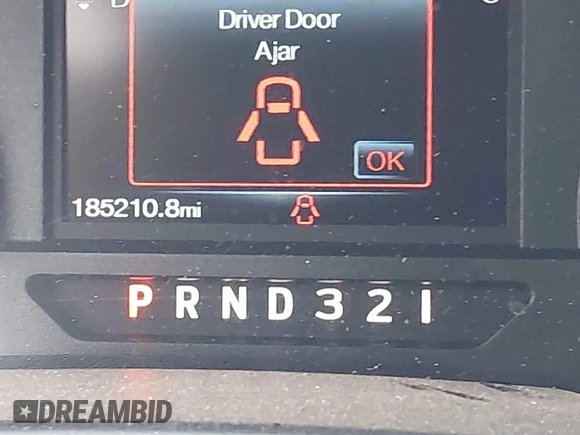 Driver Door
Ajar
OK
185210.8mi
P R N D 3 2 1
DREAMBID